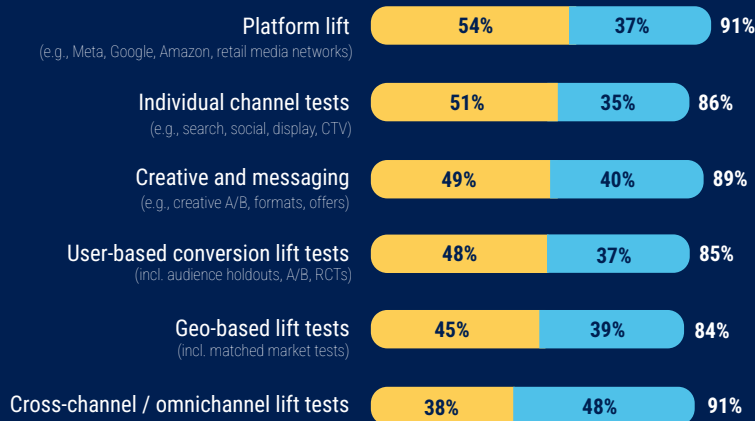 Platform lift
(e.g., Meta, Google, Amazon, retail media networks)
54% 37% 91%
Individual channel tests
(e.g., search, social, display, CTV)
51% 35% 86%
Creative and messaging
(e.g., creative A/B, formats, offers)
49% 40% 89%
User-based conversion lift tests
(incl. audience holdouts, A/B, RCTs)
48% 37% 85%
Geo-based lift tests
(incl. matched market tests)
45% 39% 84%
Cross-channel / omnichannel lift tests
38% 48% 91%